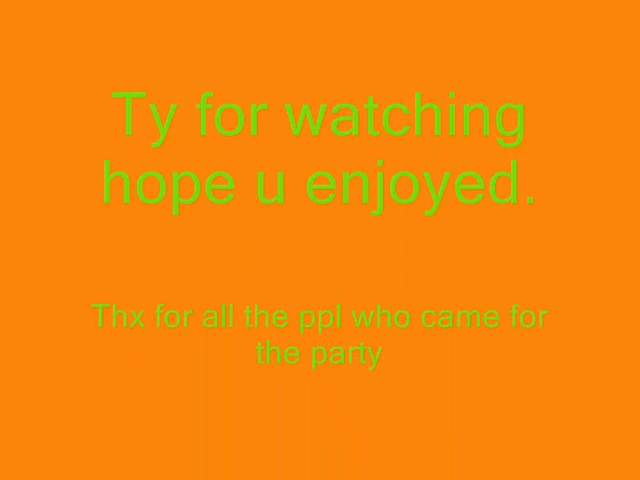 Ty for watching
hope u enjoyed.
Thx for all the ppl who came for
the party